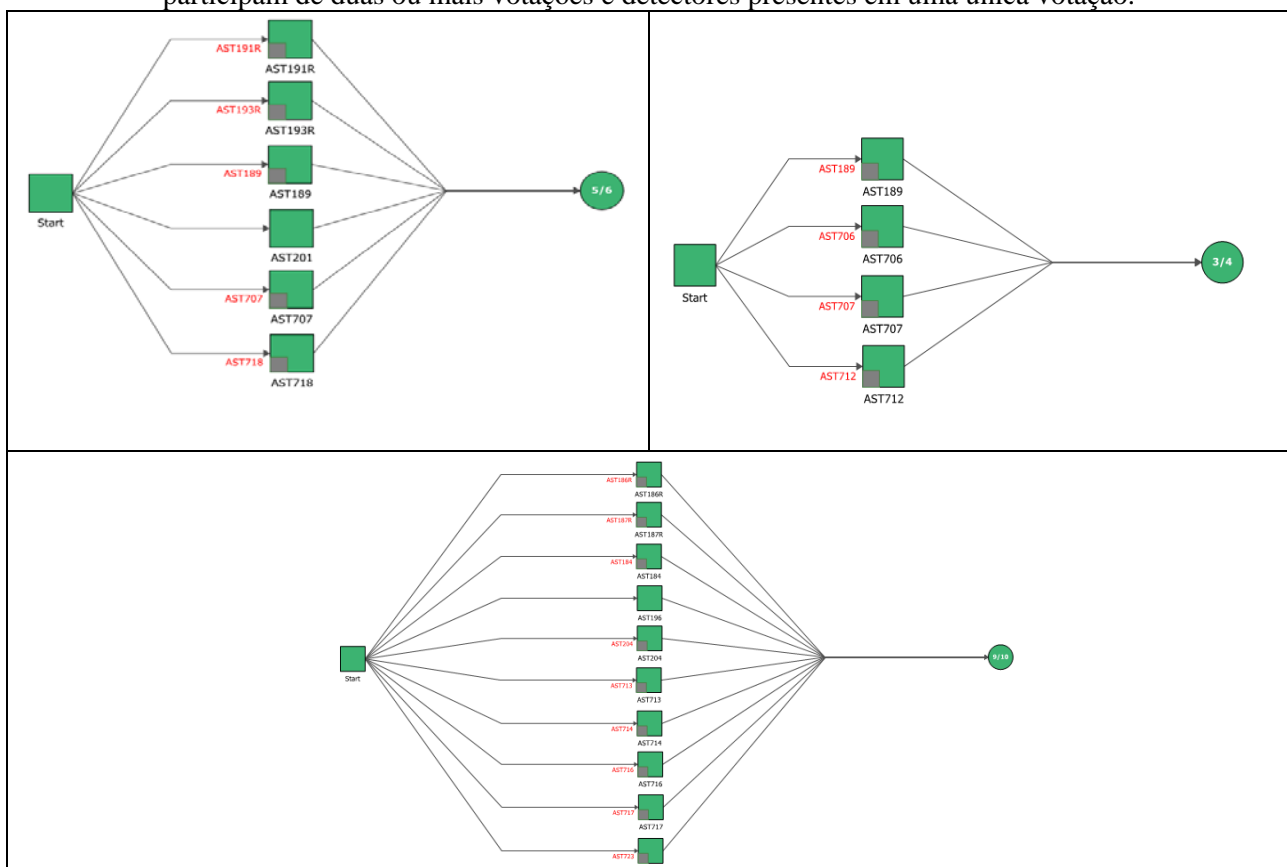 participam de duas ou mais votações e detectores presentes em uma única votação.
AST191R
AST191R
AST193R
AST193R
AST189
AST189
5/6
Start
AST201
AST707
AST707
AST718
AST718
AST189
AST189
AST706
AST706
3/4
Start
AST707
AST707
AST712
AST712
AST186R
AST186R
AST187R
AST187R
AST184
AST184
AST196
AST204
AST204
9/10
Start
AST713
AST713
AST714
AST714
AST716
AST716
AST717
AST717
AST723